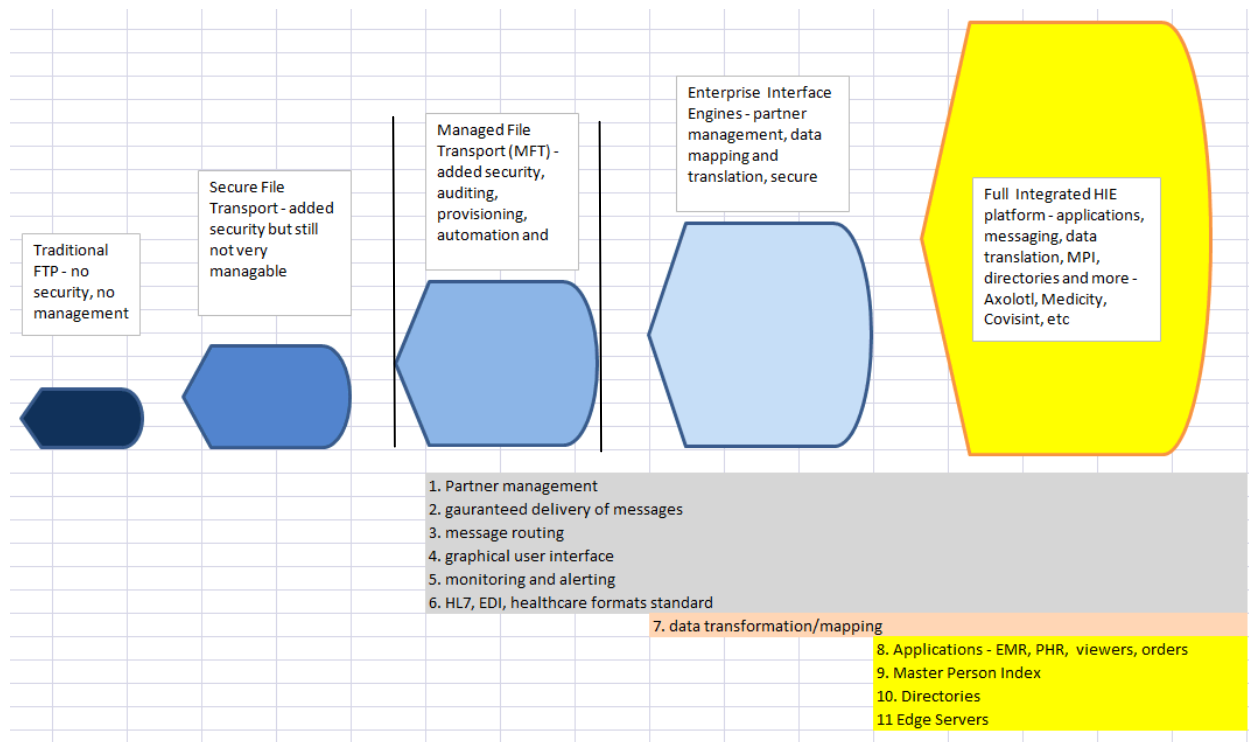 Traditional
FTP - no
security, no
management
Secure File
Transport - added
security but still
not very
managable
Managed File
Transport (MFT) -
added security,
auditing,
provisioning,
automation and
Enterprise Interface
Engines - partner
management, data
mapping and
translation, secure
Full Integrated HIE
platform - applications,
messaging, data
translation, MPI,
directories and more -
Axolotl, Medicity,
Covisint, etc
1. Partner management
2. gauranteed delivery of messages
3. message routing
4. graphical user interface
5. monitoring and alerting
6. HL7, EDI, healthcare formats standard
7. data transformation/mapping
8. Applications - EMR, PHR, viewers, orders
9. Master Person Index
10. Directories
11 Edge Servers